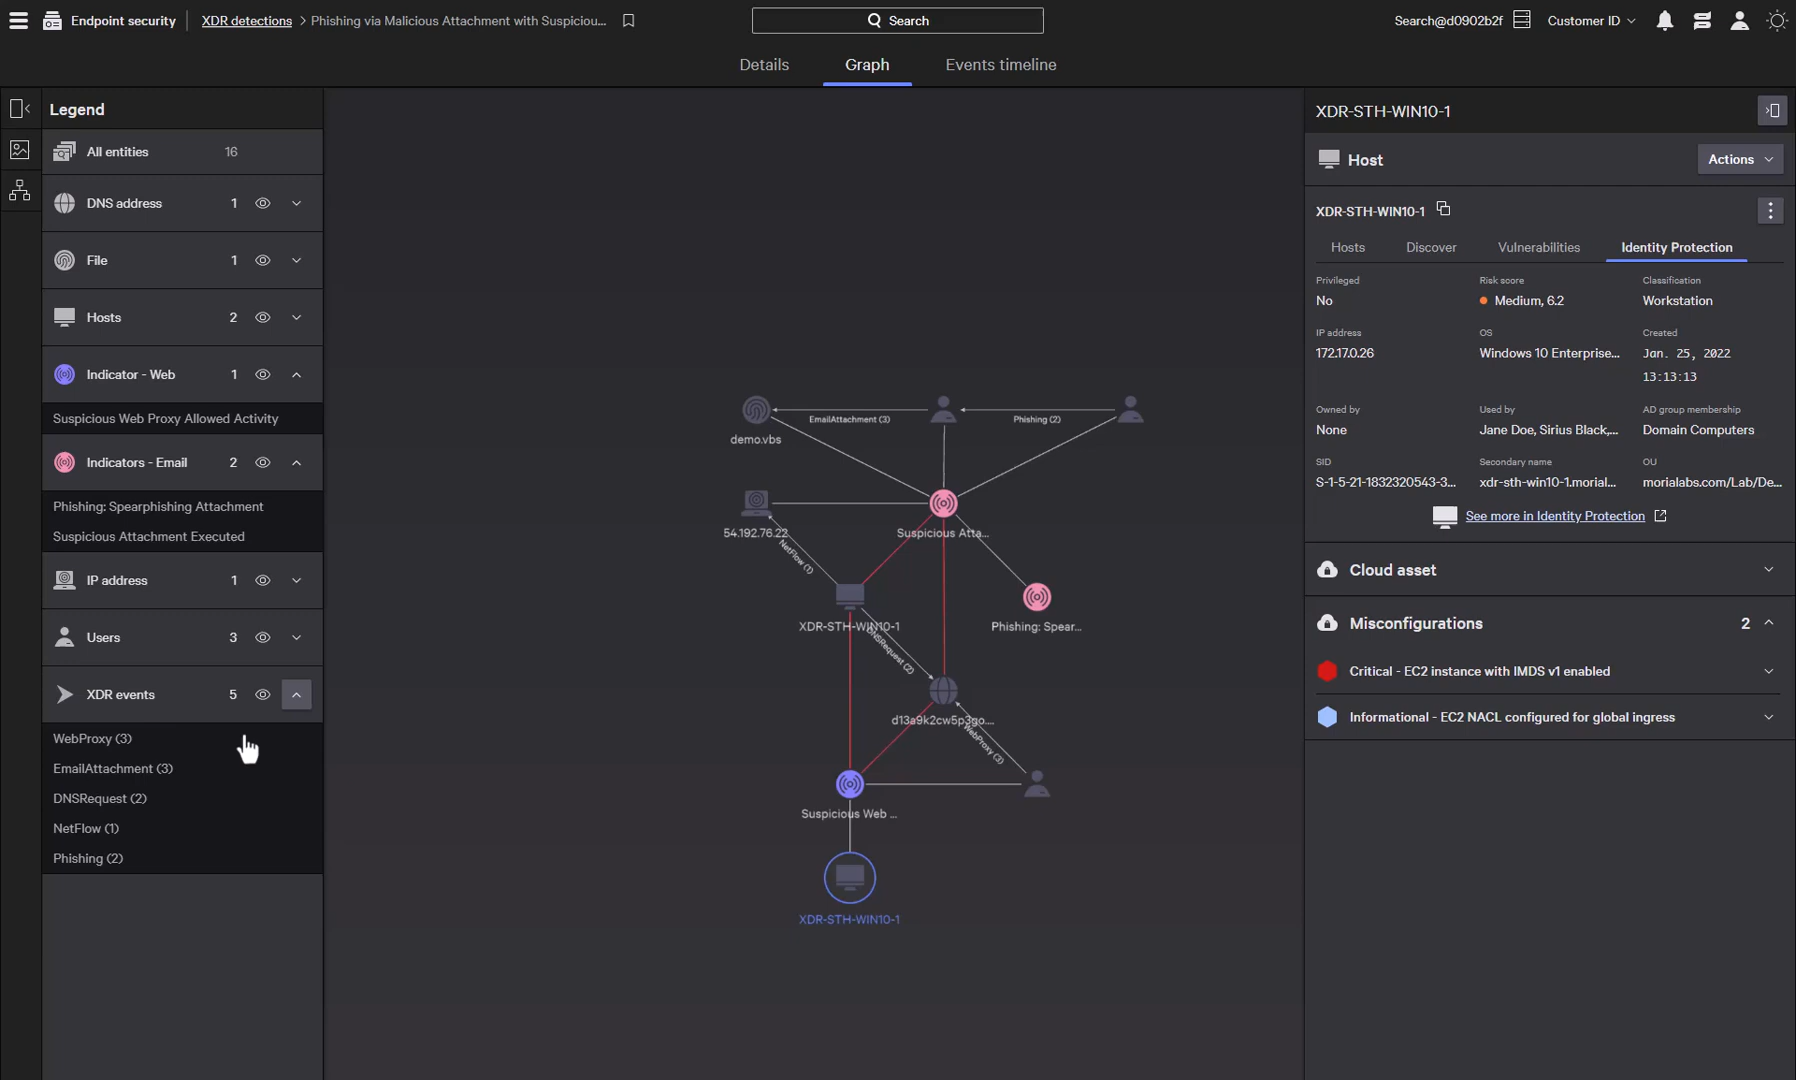 Endpoint security
XDR detections > Phishing via Malicious Attachment with Suspiciou...
Search
Search@d0902b2f
Customer ID
Details
Graph
Events timeline
Legend
All entities 16
DNS address 1
File 1
Hosts 2
Indicator - Web 1
Suspicious Web Proxy Allowed Activity
Indicators - Email 2
Phishing: Spearphishing Attachment
Suspicious Attachment Executed
IP address 1
Users 3
XDR events 5
WebProxy (3)
EmailAttachment (3)
DNSRequest (2)
NetFlow (1)
Phishing (2)
EmailAttachment (3)
Phishing (2)
demo.vbs
54.192.76.22
Suspicious Atta...
NetFlow (1)
XDR-STH-WIN10-1
Phishing: Spear...
DNSRequest (2)
d13a9k2cw5p3go....
WebProxy (3)
Suspicious Web ...
XDR-STH-WIN10-1
XDR-STH-WIN10-1
Host
Actions
XDR-STH-WIN10-1
Hosts
Discover
Vulnerabilities
Identity Protection
Privileged
Risk score
Classification
No
Medium, 6.2
Workstation
IP address
OS
Created
172.17.0.26
Windows 10 Enterprise...
Jan. 25, 2022
13:13:13
Owned by
Used by
AD group membership
None
Jane Doe, Sirius Black,...
Domain Computers
SID
Secondary name
OU
S-1-5-21-1832320543-3...
xdr-sth-win10-1.morial...
morialabs.com/Lab/De...
See more in Identity Protection
Cloud asset
Misconfigurations 2
Critical - EC2 instance with IMDS v1 enabled
Informational - EC2 NACL configured for global ingress